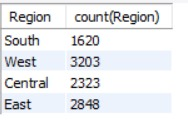 Region count(Region)
South 1620
West 3203
Central 2323
East 2848